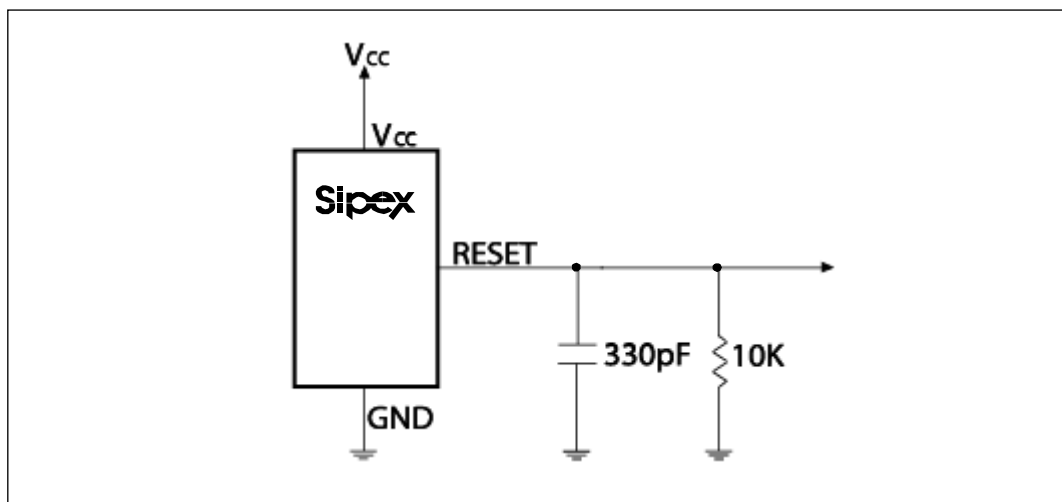 Vcc
Vcc
Sipex
RESET
330pF
10K
GND